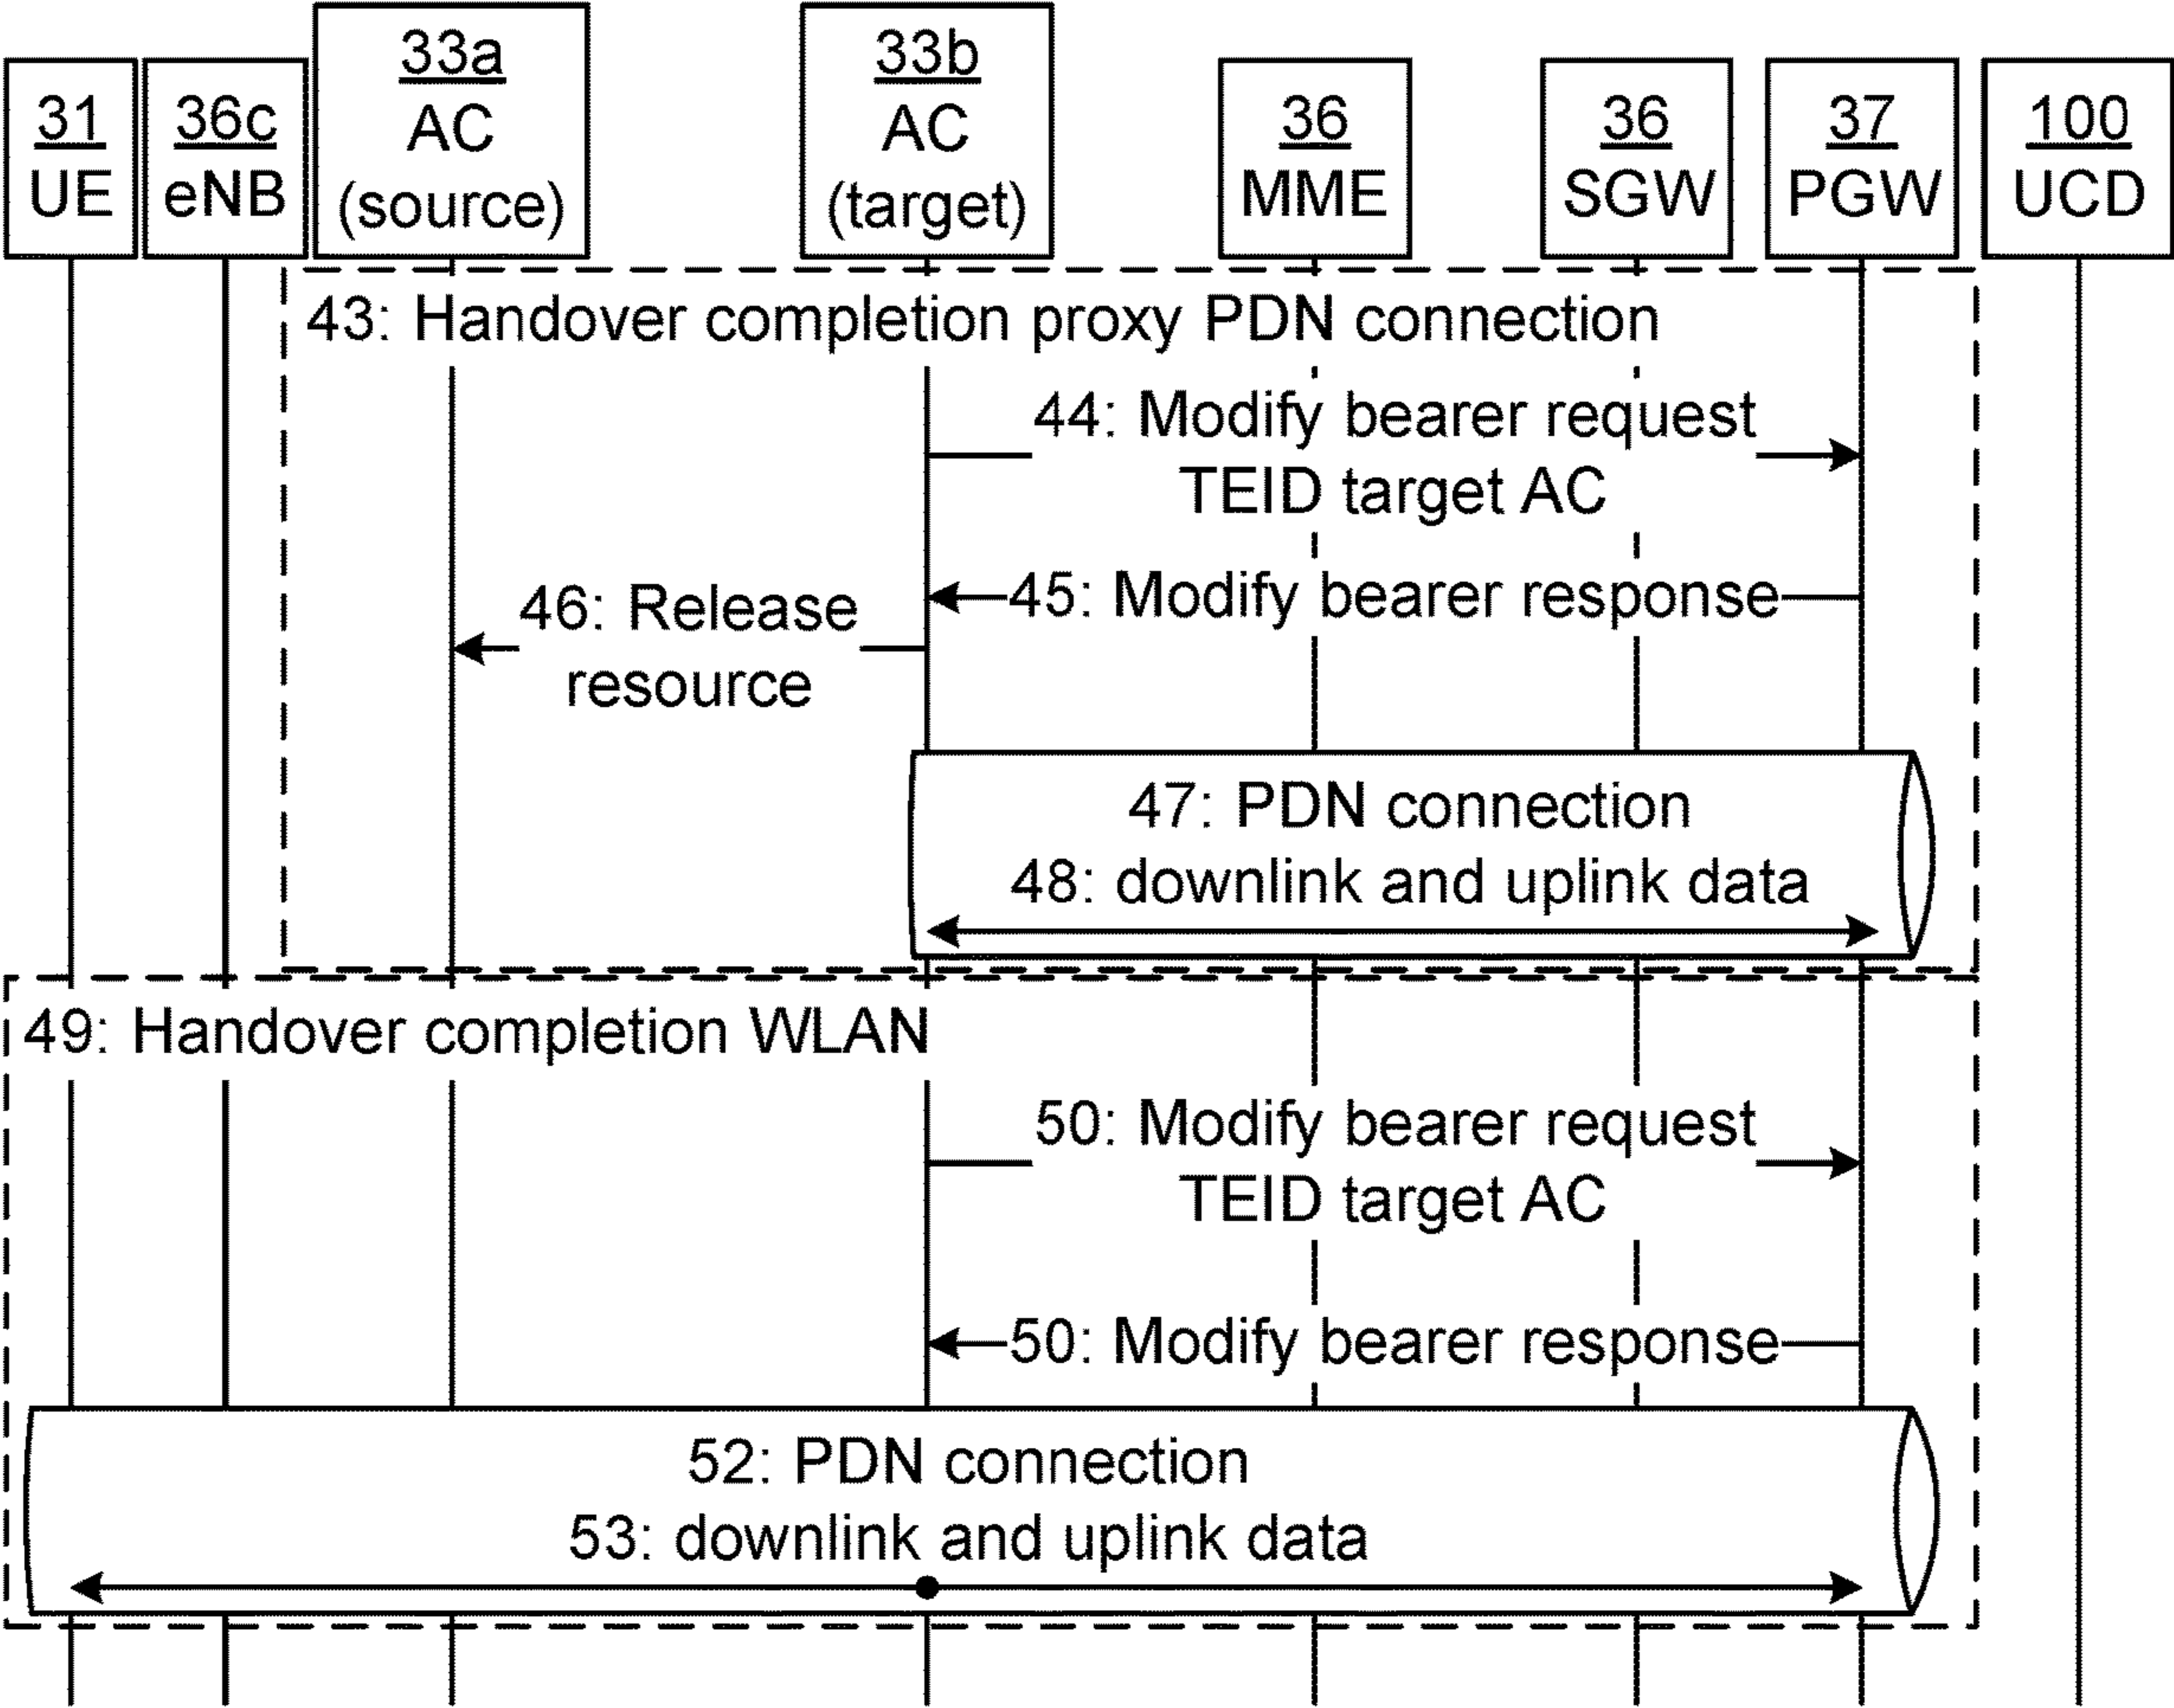 31
UE
36c
eNB
33a
AC
(source)
33b
AC
(target)
36
MME
36
SGW
37
PGW
100
UCD
43: Handover completion proxy PDN connection
44: Modify bearer request
TEID target AC
45: Modify bearer response
46: Release
resource
47: PDN connection
48: downlink and uplink data
49: Handover completion WLAN
50: Modify bearer request
TEID target AC
50: Modify bearer response
52: PDN connection
53: downlink and uplink data